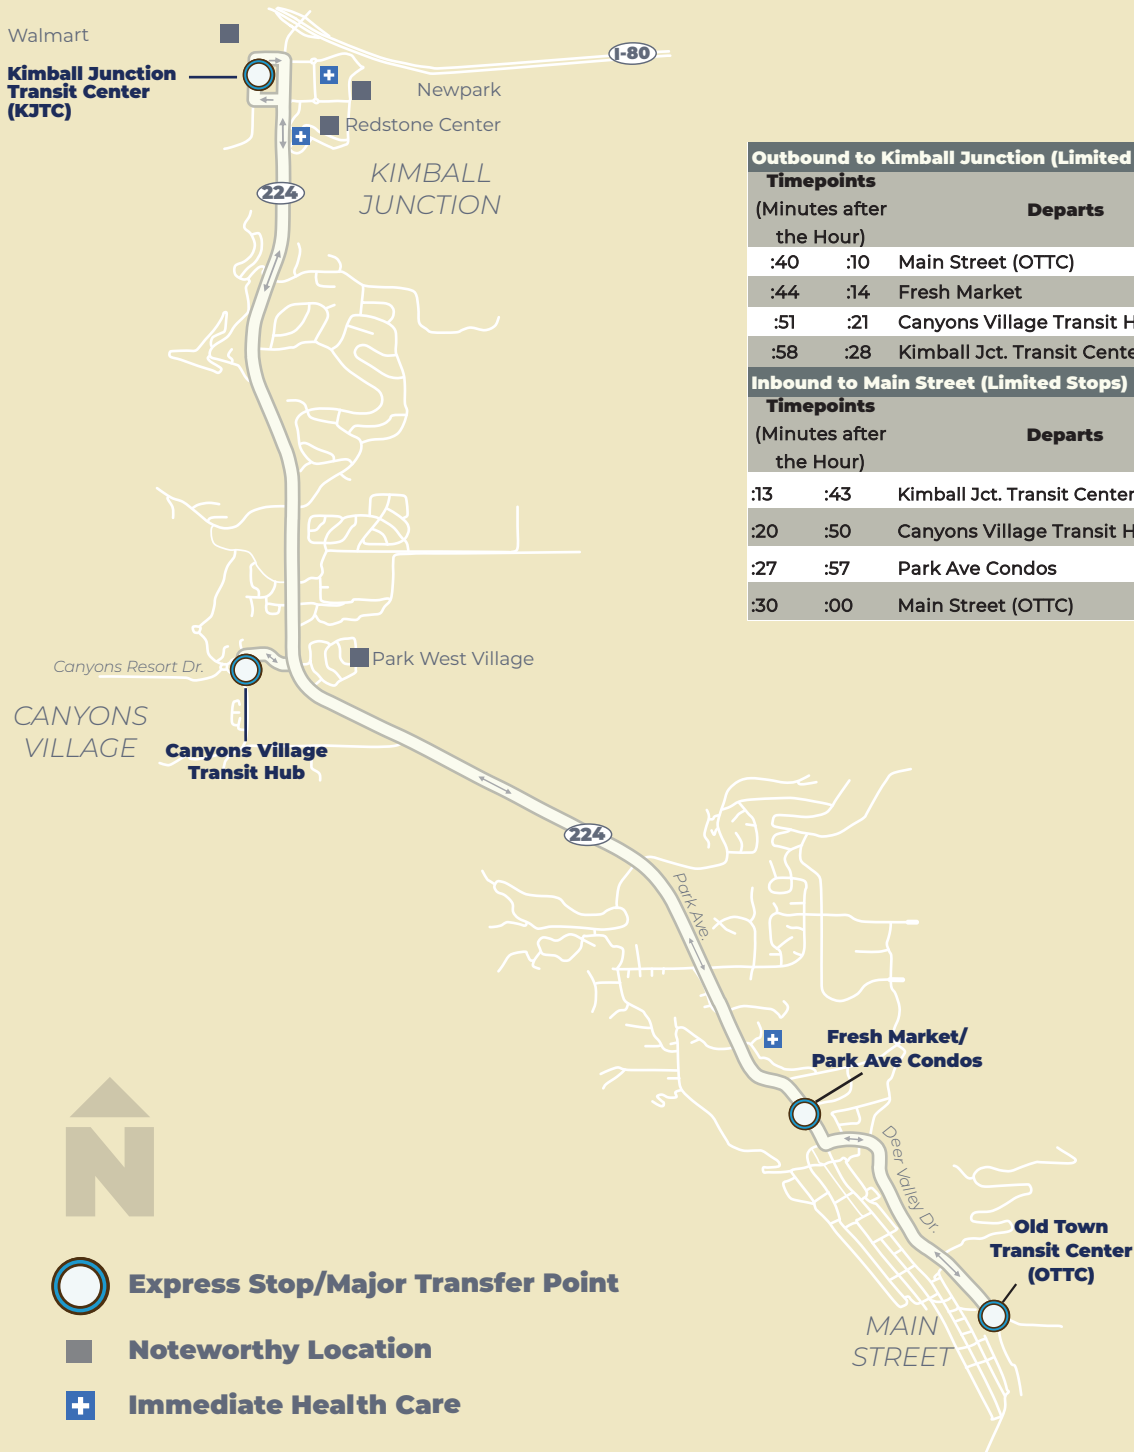 Walmart
Kimball Junction
Transit Center
(KJTC)
I-80
Newpark
Redstone Center
KIMBALL
JUNCTION
224
Outbound to Kimball Junction (Limited
Timepoints
(Minutes after
the Hour)
Departs
:40 :10 Main Street (OTTC)
:44 :14 Fresh Market
:51 :21 Canyons Village Transit H
:58 :28 Kimball Jct. Transit Cente
Inbound to Main Street (Limited Stops)
Timepoints
(Minutes after
the Hour)
Departs
:13 :43 Kimball Jct. Transit Center
:20 :50 Canyons Village Transit H
:27 :57 Park Ave Condos
:30 :00 Main Street (OTTC)
Canyons Resort Dr.
Park West Village
CANYONS
VILLAGE
Canyons Village
Transit Hub
224
Park Ave.
Fresh Market/
Park Ave Condos
Deer Valley Dr.
Old Town
Transit Center
(OTTC)
MAIN
STREET
N
Express Stop/Major Transfer Point
Noteworthy Location
Immediate Health Care